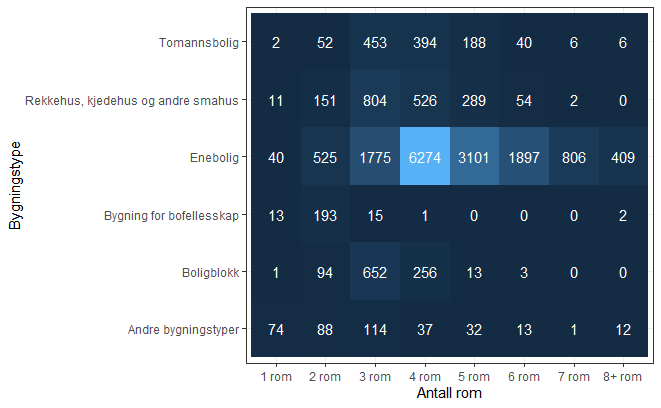 Tomannsbolig 2 52 453 394 188 40 6 6
Rekkehus, kjedehus og andre smahus 11 151 804 526 289 54 2 0
Enebolig 40 525 1775 6274 3101 1897 806 409
Bygning for bofellesskap 13 193 15 1 0 0 0 2
Boligblokk 1 94 652 256 13 3 0 0
Andre bygningstyper 74 88 114 37 32 13 1 12
1 rom 2 rom 3 rom 4 rom 5 rom 6 rom 7 rom 8+ rom
Antall rom
Bygningstype